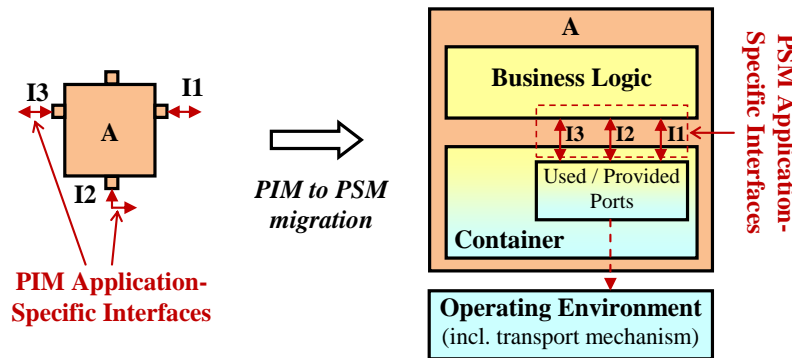 I3
I1
A
I2
PIM Application-
Specific Interfaces
PIM to PSM
migration
A
Business Logic
I3
I2
I1
Used / Provided
Ports
Container
Operating Environment
(incl. transport mechanism)
PSM Application-
Specific Interfaces